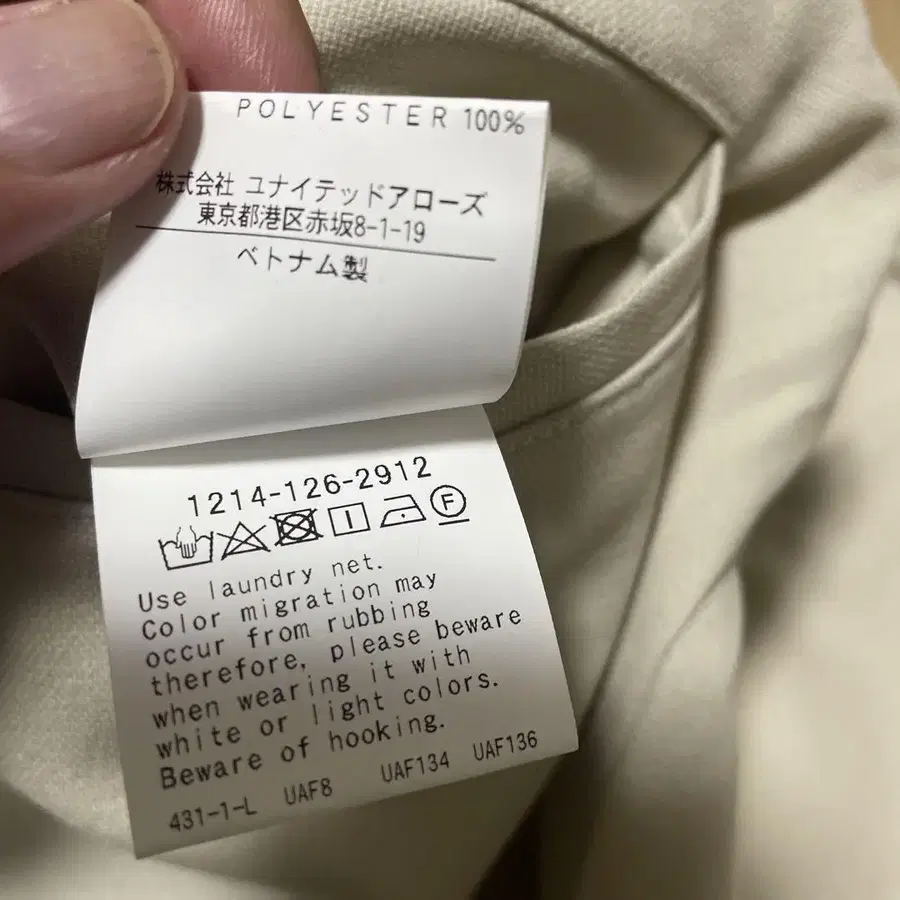 POLYESTER 100%
株式会社 ユナイテッドアローズ
東京都港区赤坂8-1-19
ベトナム製
1214-126-2912
F
Use laundry net.
Color migration may
occur from rubbing
therefore, please beware
when wearing it with
white or light colors.
Beware of hooking.
431-1-L UAF8 UAF134 UAF136